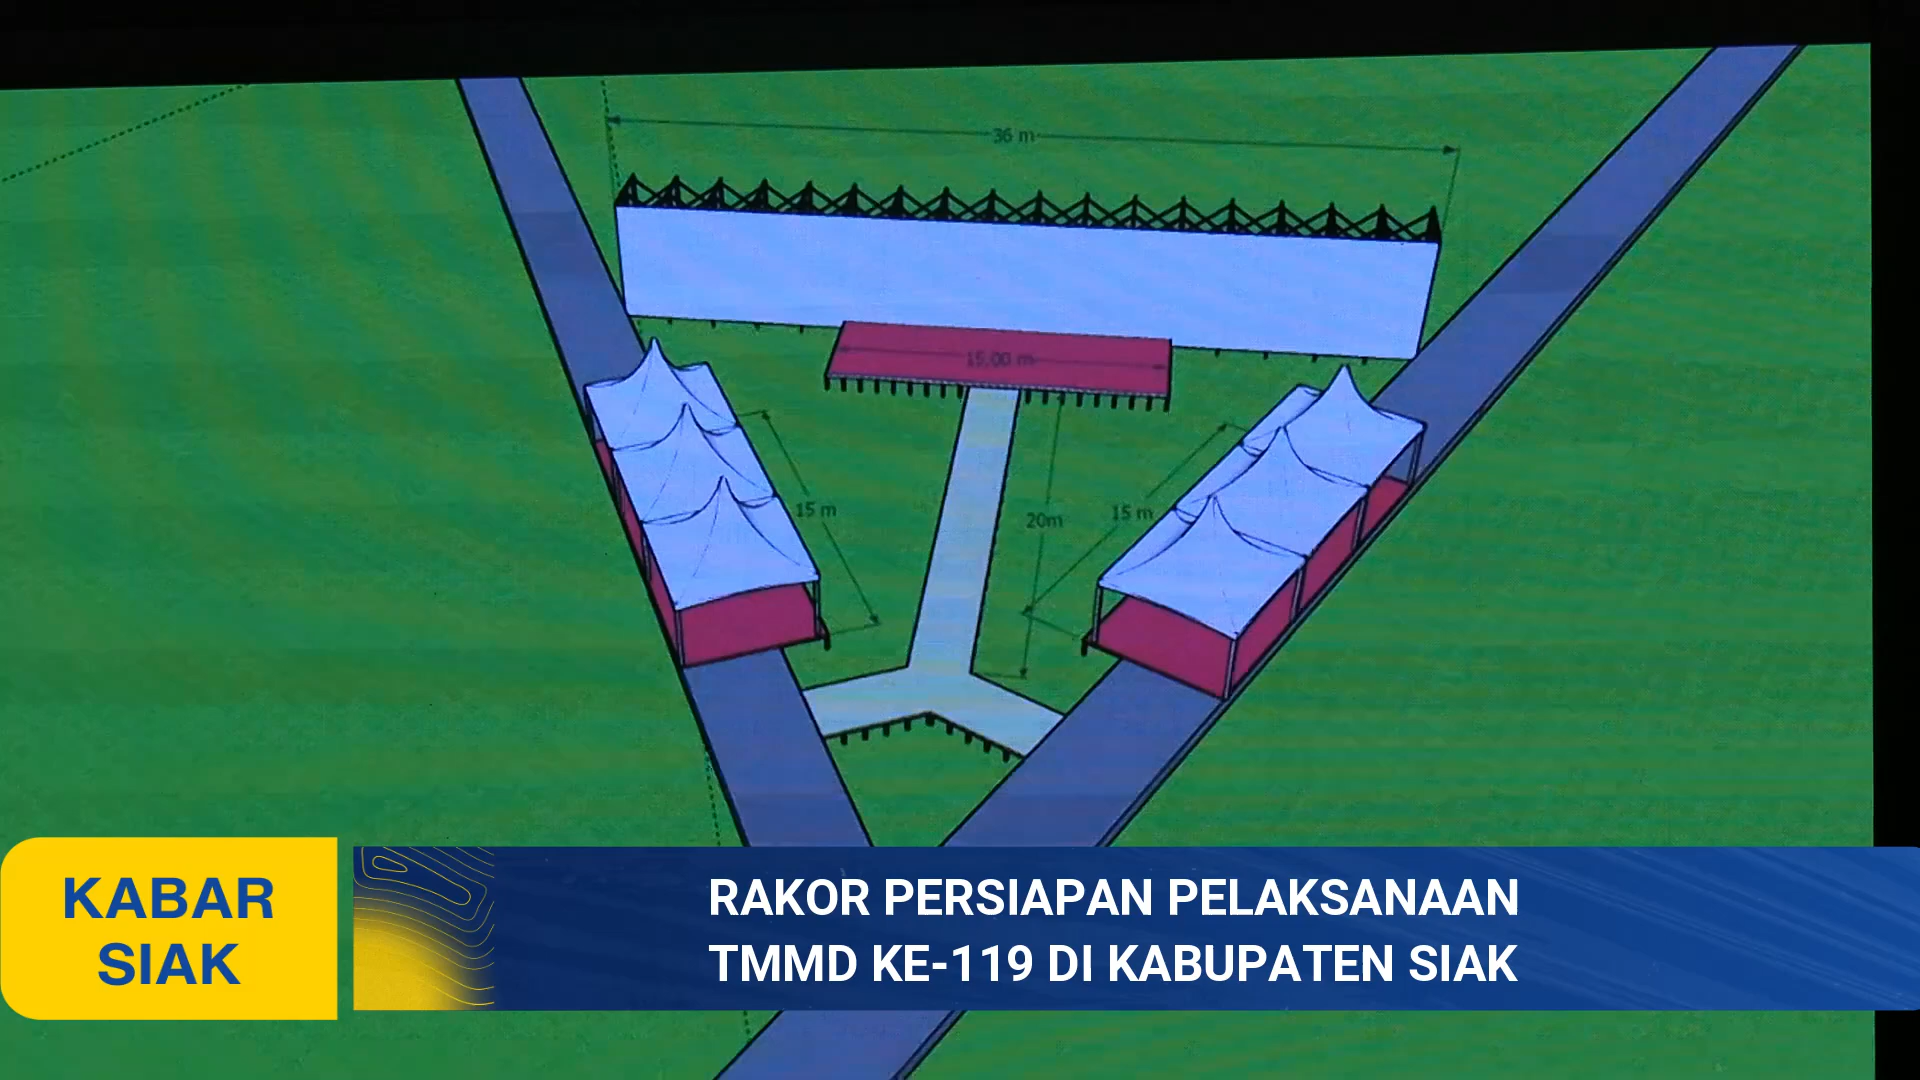 36 m
15,00 m
15 m
20m
15 m
KABAR
SIAK
RAKOR PERSIAPAN PELAKSANAAN
TMMD KE-119 DI KABUPATEN SIAK